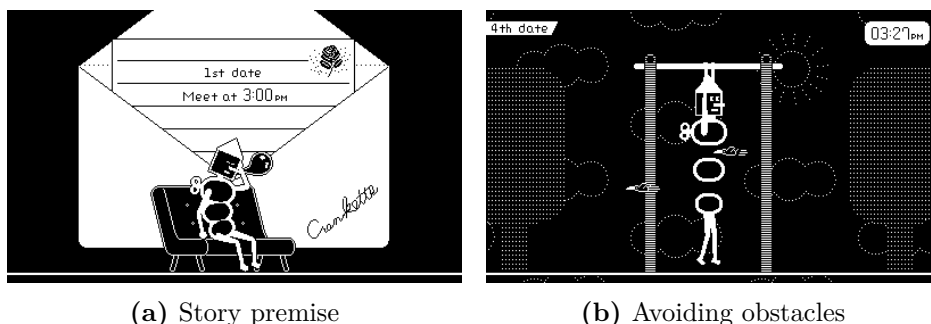 1st date
Meet at 3:00PM
Crankette
4th date
03:27PM
(a) Story premise
(b) Avoiding obstacles